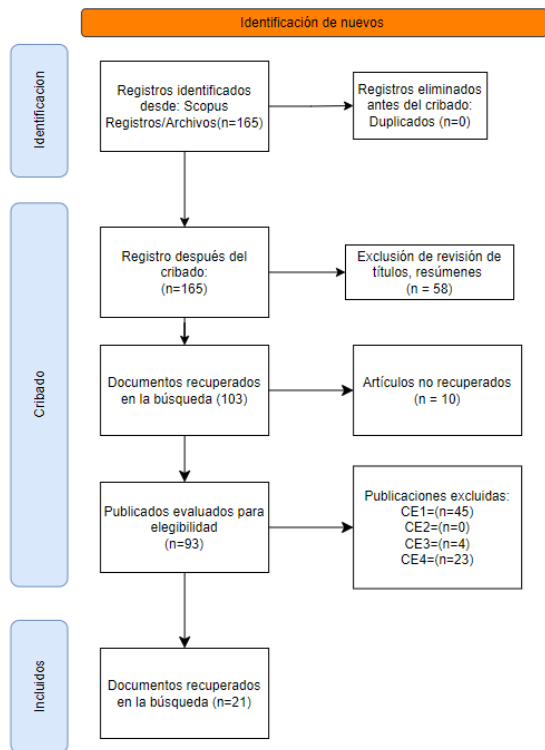 Identificación de nuevos
Identificacion
Registros identificados
desde: Scopus
Registros/Archivos(n=165)
Registros eliminados
antes del cribado:
Duplicados (n=0)
Cribado
Registro después del
cribado:
(n=165)
Exclusión de revisión de
títulos, resúmenes
(n = 58)
Documentos recuperados
en la búsqueda (103)
Artículos no recuperados
(n = 10)
Publicados evaluados para
elegibilidad
(n=93)
Publicaciones excluidas:
CE1=(n=45)
CE2=(n=0)
CE3=(n=4)
CE4=(n=23)
Incluidos
Documentos recuperados
en la búsqueda (n=21)